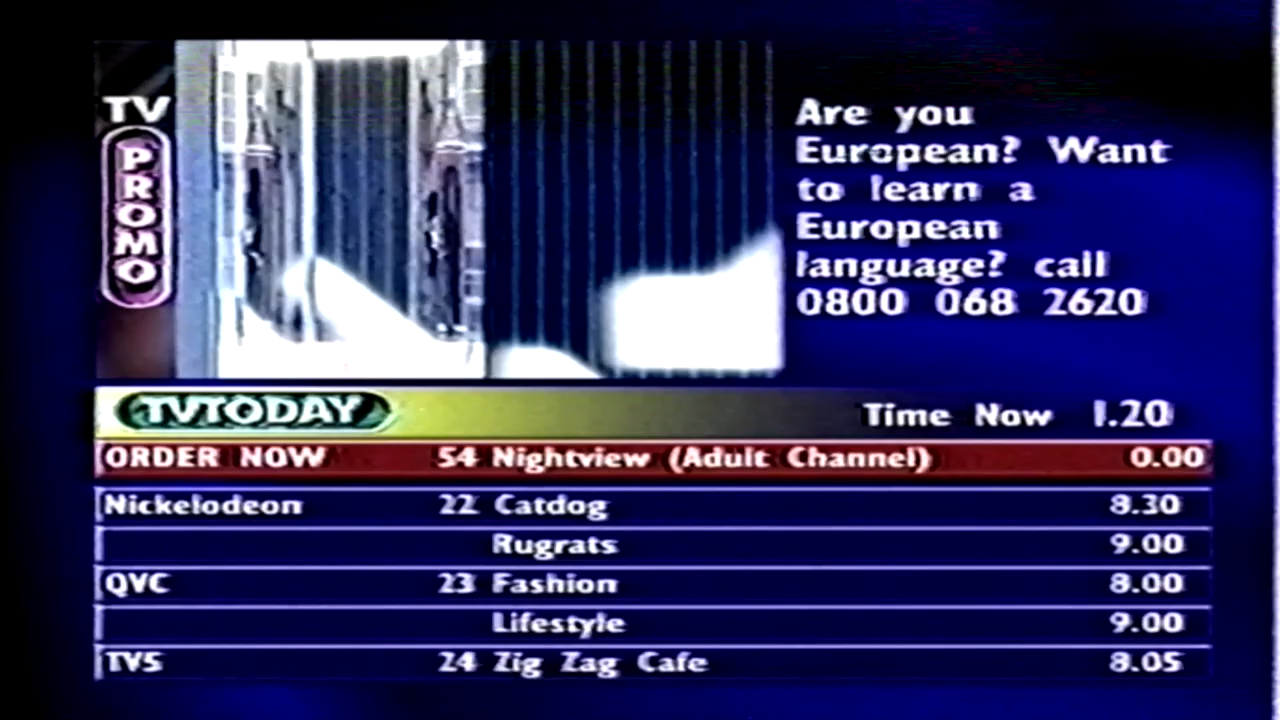 TV
PROMO
Are you
European? Want
to learn a
European
language? call
0800 068 2620
TVTODAY Time Now 1.20
ORDER NOW 54 Nightview (Adult Channel) 0.00
Nickelodeon 22 Catdog 8.30
Rugrats 9.00
QVC 23 Fashion 8.00
Lifestyle 9.00
TV5 24 Zig Zag Cafe 8.05